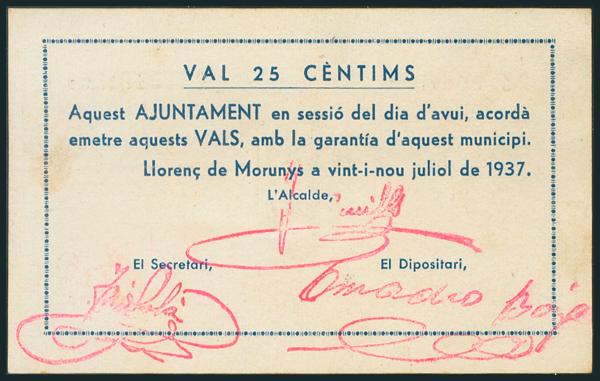 VAL 25 CÈNTIMS
Aquest AJUNTAMENT en sessió del dia d'avui, acordà
emetre aquests VALS, amb la garantía d'aquest municipi.
Llorenç de Morunys a vint-i-nou juliol de 1937.
L'Alcalde,
El Secretari, El Dipositari,